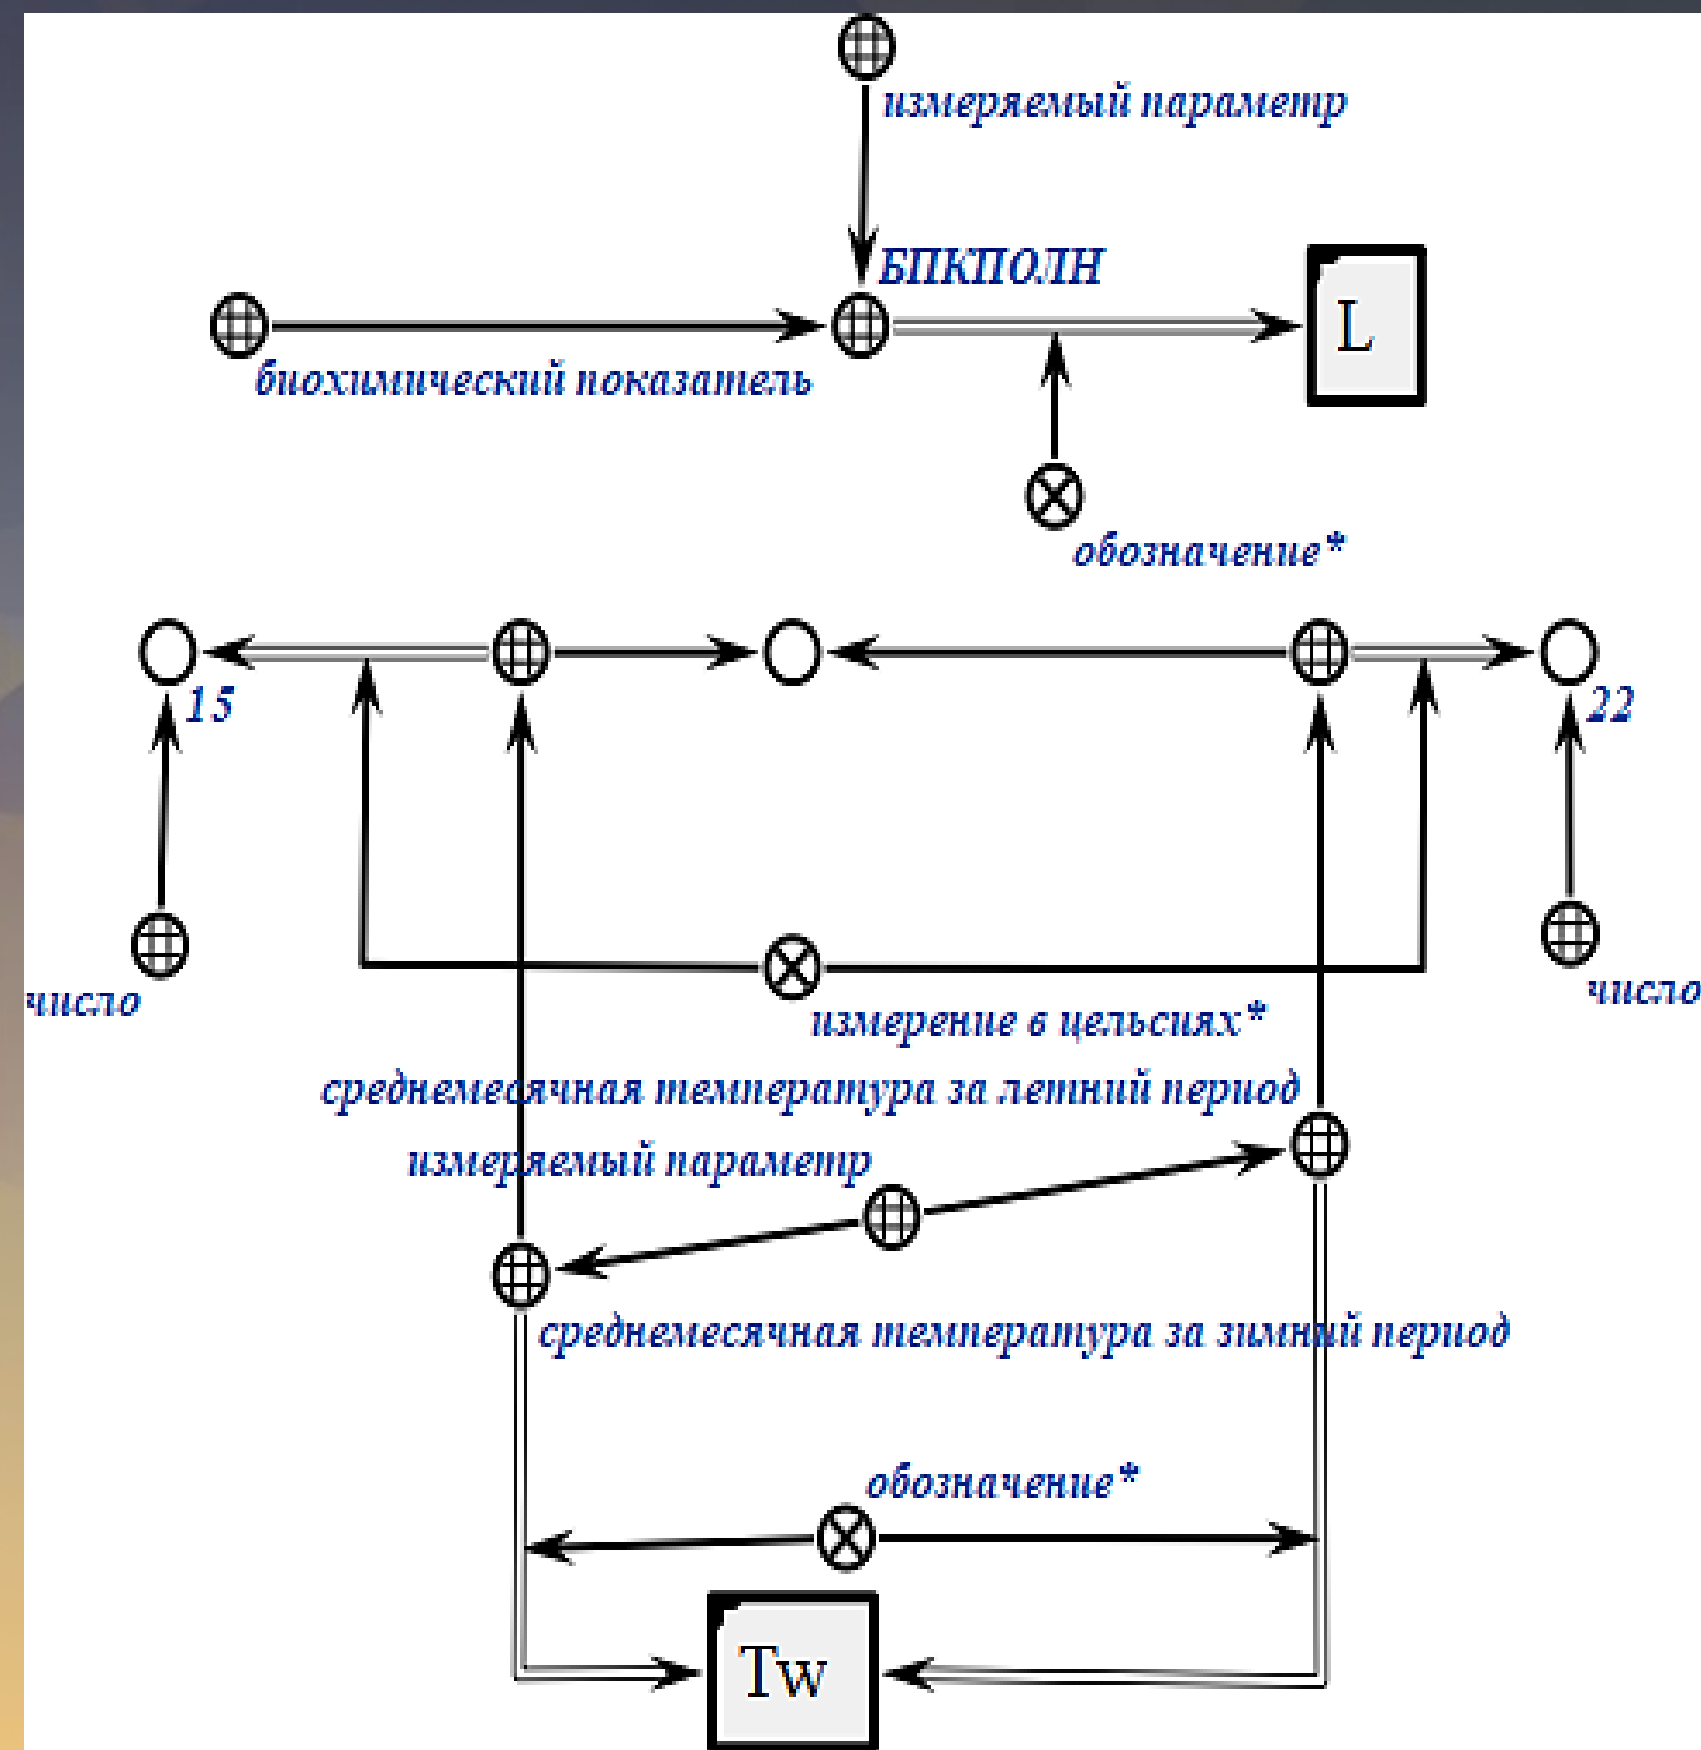 измеряемый параметр
БПКПОЛН
L
биохимический показатель
обозначение*
15
22
число
число
измерение в цельсиях*
среднемесячная температура за летний период
измеряемый параметр
среднемесячная температура за зимний период
обозначение*
Tw